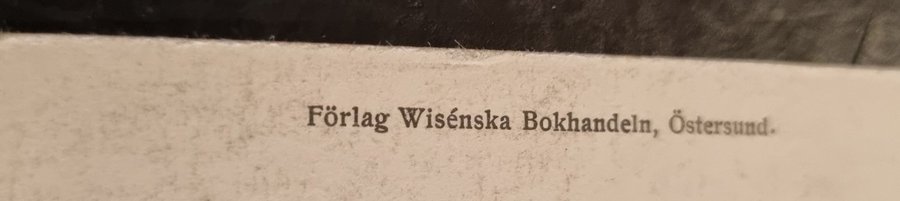 Förlag Wisénska Bokhandeln, Östersund.